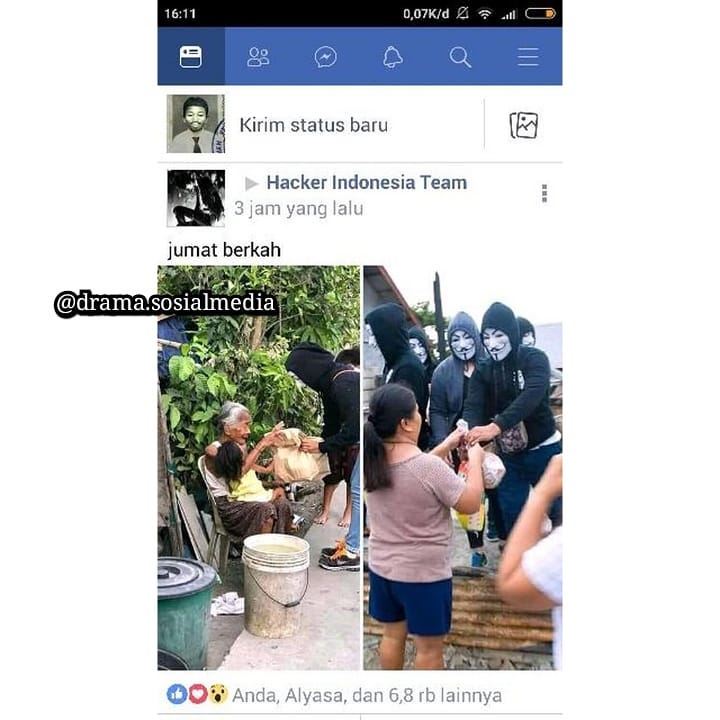 16:11
0,07K/d
Kirim status baru
Hacker Indonesia Team
3 jam yang lalu
jumat berkah
@drama.sosialmedia
Anda, Alyasa, dan 6,8 rb lainnya